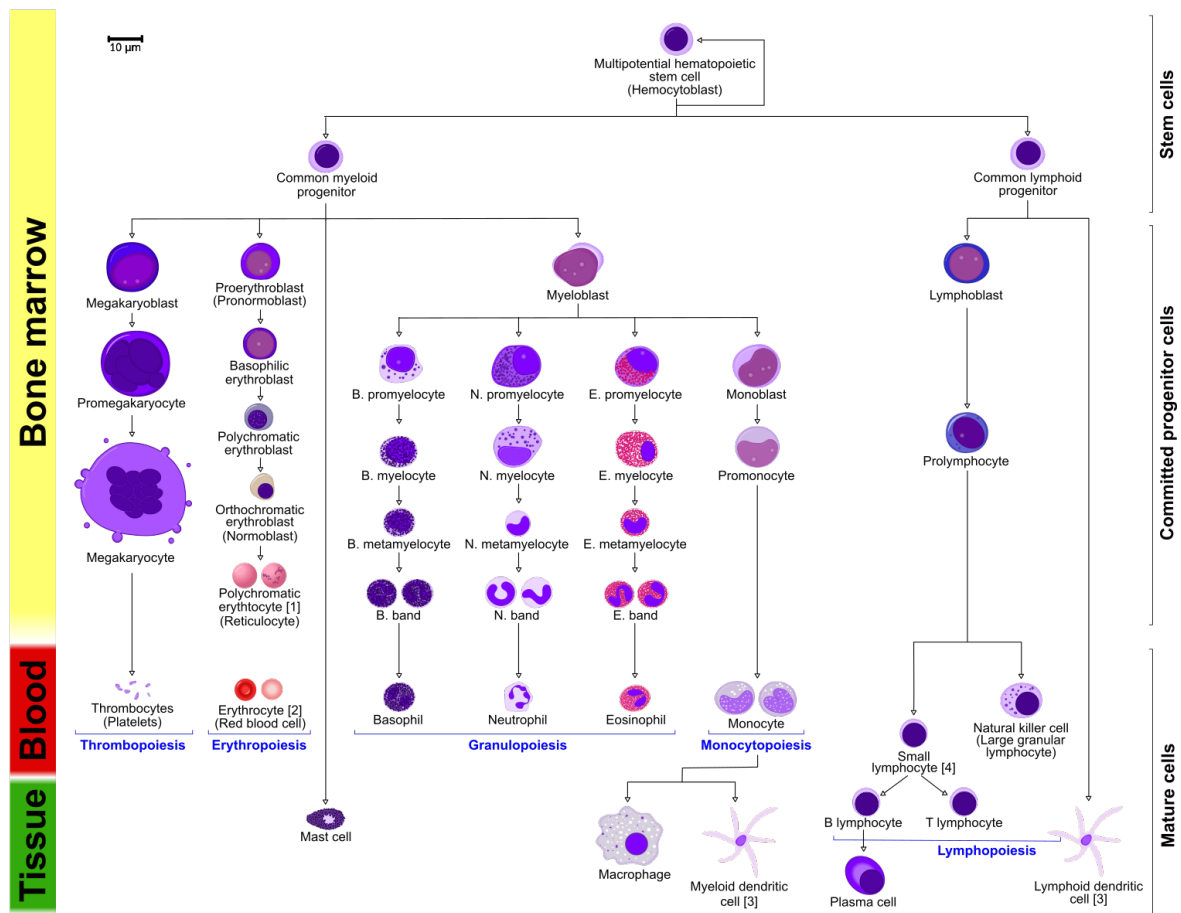 10 µm
Multipotential hematopoietic
stem cell
(Hemocytoblast)
Common myeloid
progenitor
Common lymphoid
progenitor
Stem cells
Bone marrow
Megakaryoblast
Proerythroblast
(Pronormoblast)
Myeloblast
Lymphoblast
Committed progenitor cells
Promegakaryocyte
Basophilic
erythroblast
B. promyelocyte
N. promyelocyte
E. promyelocyte
Monoblast
Polychromatic
erythroblast
B. myelocyte
N. myelocyte
E. myelocyte
Promonocyte
Prolymphocyte
Megakaryocyte
Orthochromatic
erythroblast
(Normoblast)
B. metamyelocyte
N. metamyelocyte
E. metamyelocyte
Polychromatic
erythtocyte [1]
(Reticulocyte)
B. band
N. band
E. band
Blood
Thrombocytes
(Platelets)
Erythrocyte [2]
(Red blood cell)
Basophil
Neutrophil
Eosinophil
Monocyte
Natural killer cell
(Large granular
lymphocyte)
Small
lymphocyte [4]
Mature cells
Thrombopoiesis
Erythropoiesis
Granulopoiesis
Monocytopoiesis
Tissue
Mast cell
B lymphocyte
T lymphocyte
Lymphopoiesis
Macrophage
Myeloid dendritic
cell [3]
Plasma cell
Lymphoid dendritic
cell [3]